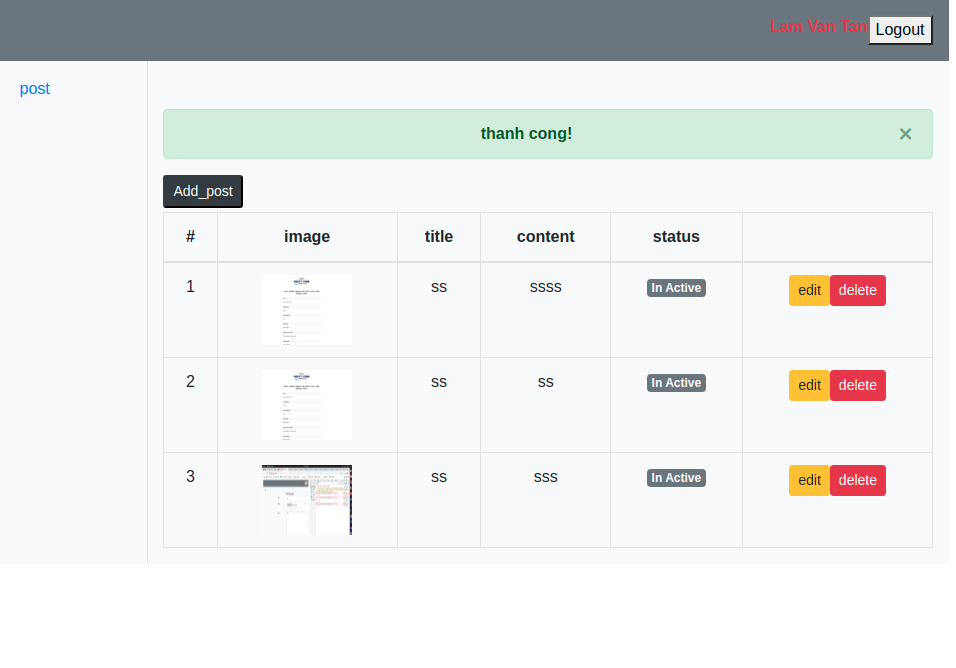 Lam Van Tan Logout
post
thanh cong! ×
Add_post
# image title content status
1 ss ssss In Active edit delete
2 ss ss In Active edit delete
3 ss sss In Active edit delete